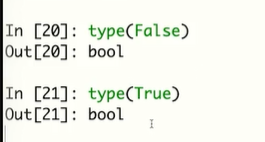 In [20]: type(False)
Out[20]: bool
In [21]: type(True)
Out[21]: bool